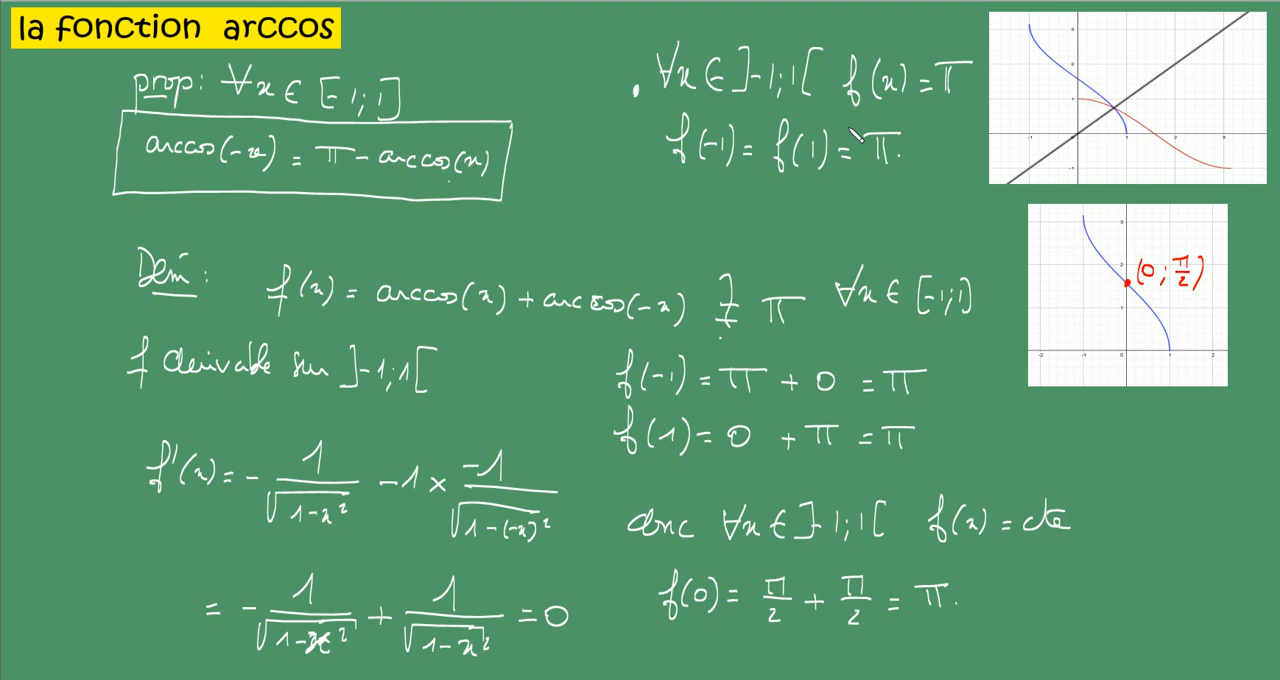 la fonction arccos
prop: ∀x ∈ [-1;1]
arccos(-x) = π - arccos(x)
Dém:
f(x) = arccos(x) + arccos(-x) ? π ∀x ∈ [-1;1]
f derivable sur ]-1;1[
f'(x) = - 1/√(1-x²) -1 × -1/√(1-(-x)²)
= - 1/√(1-x²) + 1/√(1-x²) = 0
. ∀x ∈ ]-1;1[ f(x) = π
f(-1) = f(1) = π.
f(-1) = π + 0 = π
f(1) = 0 + π = π
donc ∀x ∈ ]-1;1[ f(x) = cte
f(0) = π/2 + π/2 = π.
(0; π/2)